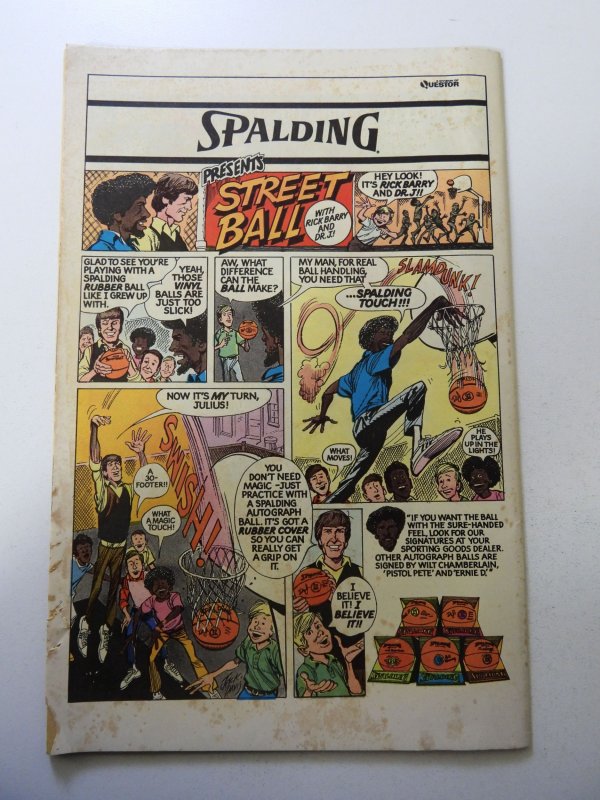 A DIVISION OF
QUESTOR
SPALDING
PRESENTS
STREET
BALL
WITH
RICK BARRY
AND
DR. J!
HEY LOOK!
IT'S RICK BARRY
AND DR. J!!
GLAD TO SEE YOU'RE
PLAYING WITH A
SPALDING
RUBBER BALL
LIKE I GREW UP
WITH.
YEAH,
THOSE
VINYL
BALLS ARE
JUST TOO
SLICK!
AW, WHAT
DIFFERENCE
CAN THE
BALL MAKE?
MY MAN, FOR REAL
BALL HANDLING,
YOU NEED THAT
...SPALDING
TOUCH!!!
SLAMDUNK!
WHAT
MOVES!
HE
PLAYS
UP IN THE
LIGHTS!
NOW IT'S MY TURN,
JULIUS!
A
30-
FOOTER!!
WHAT
A MAGIC
TOUCH!
SWISH!
YOU
DON'T NEED
MAGIC-JUST
PRACTICE WITH
A SPALDING
AUTOGRAPH
BALL. IT'S GOT A
RUBBER COVER
SO YOU CAN
REALLY GET
A GRIP ON
IT.
I
BELIEVE
IT! I
BELIEVE
IT!!
"IF YOU WANT THE BALL
WITH THE SURE-HANDED
FEEL, LOOK FOR OUR
SIGNATURES AT YOUR
SPORTING GOODS DEALER.
OTHER AUTOGRAPH BALLS ARE
SIGNED BY WILT CHAMBERLAIN,
'PISTOL PETE' AND 'ERNIE D.'"